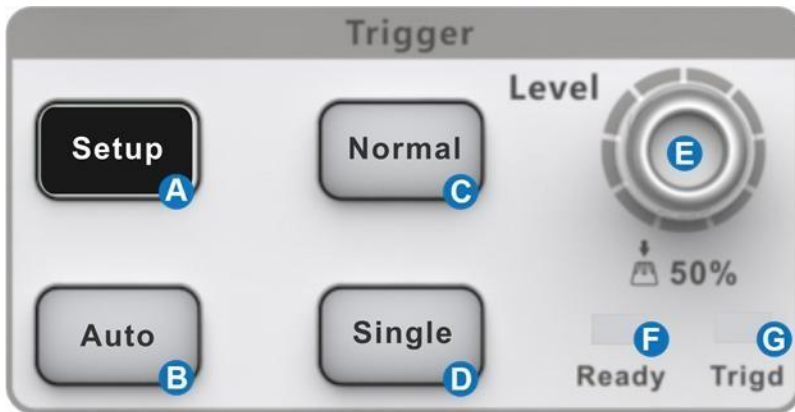 Trigger
Level
Setup
A
Normal
C
E
50%
Auto
B
Single
D
F
G
Ready
Trigd